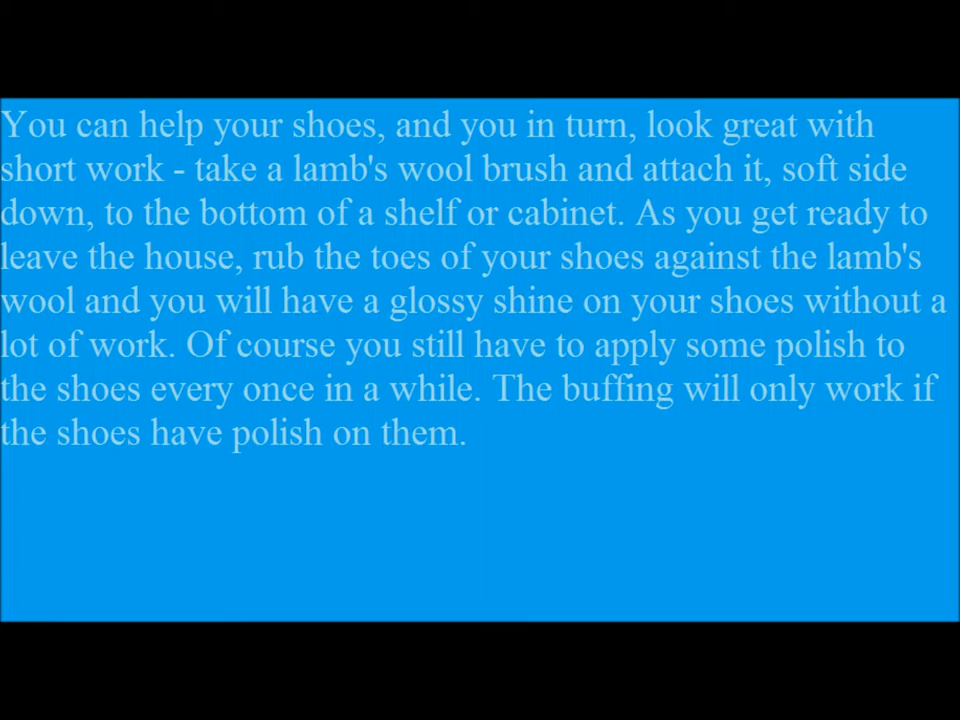 You can help your shoes, and you in turn, look great with
short work - take a lamb's wool brush and attach it, soft side
down, to the bottom of a shelf or cabinet. As you get ready to
leave the house, rub the toes of your shoes against the lamb's
wool and you will have a glossy shine on your shoes without a
lot of work. Of course you still have to apply some polish to
the shoes every once in a while. The buffing will only work if
the shoes have polish on them.